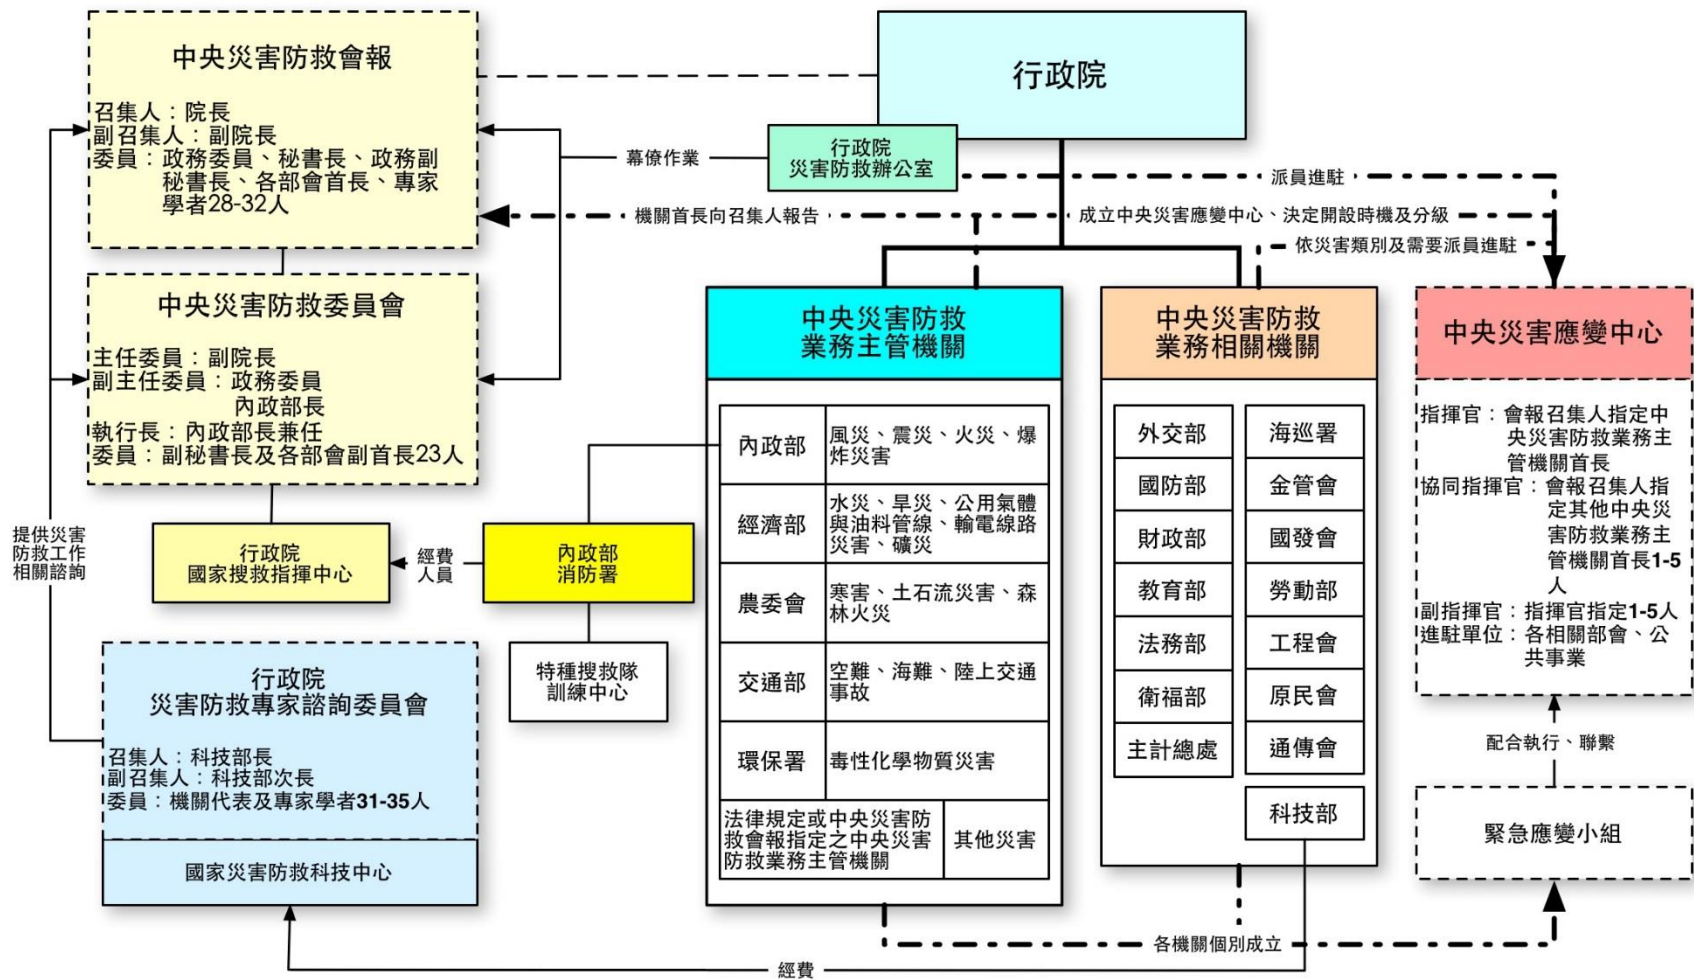 中央災害防救會報
召集人：院長
副召集人：副院長
委員：政務委員、秘書長、政務副
秘書長、各部會首長、專家
學者28-32人
行政院
行政院
災害防救辦公室
幕僚作業
派員進駐
機關首長向召集人報告
成立中央災害應變中心、決定開設時機及分級
依災害類別及需要派員進駐
中央災害防救委員會
主任委員：副院長
副主任委員：政務委員
內政部長
執行長：內政部長兼任
委員：副秘書長及各部會副首長23人
提供災害
防救工作
相關諮詢
行政院
國家搜救指揮中心
經費
人員
內政部
消防署
特種搜救隊
訓練中心
行政院
災害防救專家諮詢委員會
召集人：科技部長
副召集人：科技部次長
委員：機關代表及專家學者31-35人
國家災害防救科技中心
中央災害防救
業務主管機關
內政部
風災、震災、火災、爆
炸災害
經濟部
水災、旱災、公用氣體
與油料管線、輸電線路
災害、礦災
農委會
寒害、土石流災害、森
林火災
交通部
空難、海難、陸上交通
事故
環保署
毒性化學物質災害
法律規定或中央災害防
救會報指定之中央災害
防救業務主管機關
其他災害
中央災害防救
業務相關機關
外交部
國防部
財政部
教育部
法務部
衛福部
主計總處
海巡署
金管會
國發會
勞動部
工程會
原民會
通傳會
科技部
中央災害應變中心
指揮官：會報召集人指定中
央災害防救業務主
管機關首長
協同指揮官：會報召集人指
定其他中央災
害防救業務主
管機關首長1-5
人
副指揮官：指揮官指定1-5人
進駐單位：各相關部會、公
共事業
配合執行、聯繫
緊急應變小組
各機關個別成立
經費